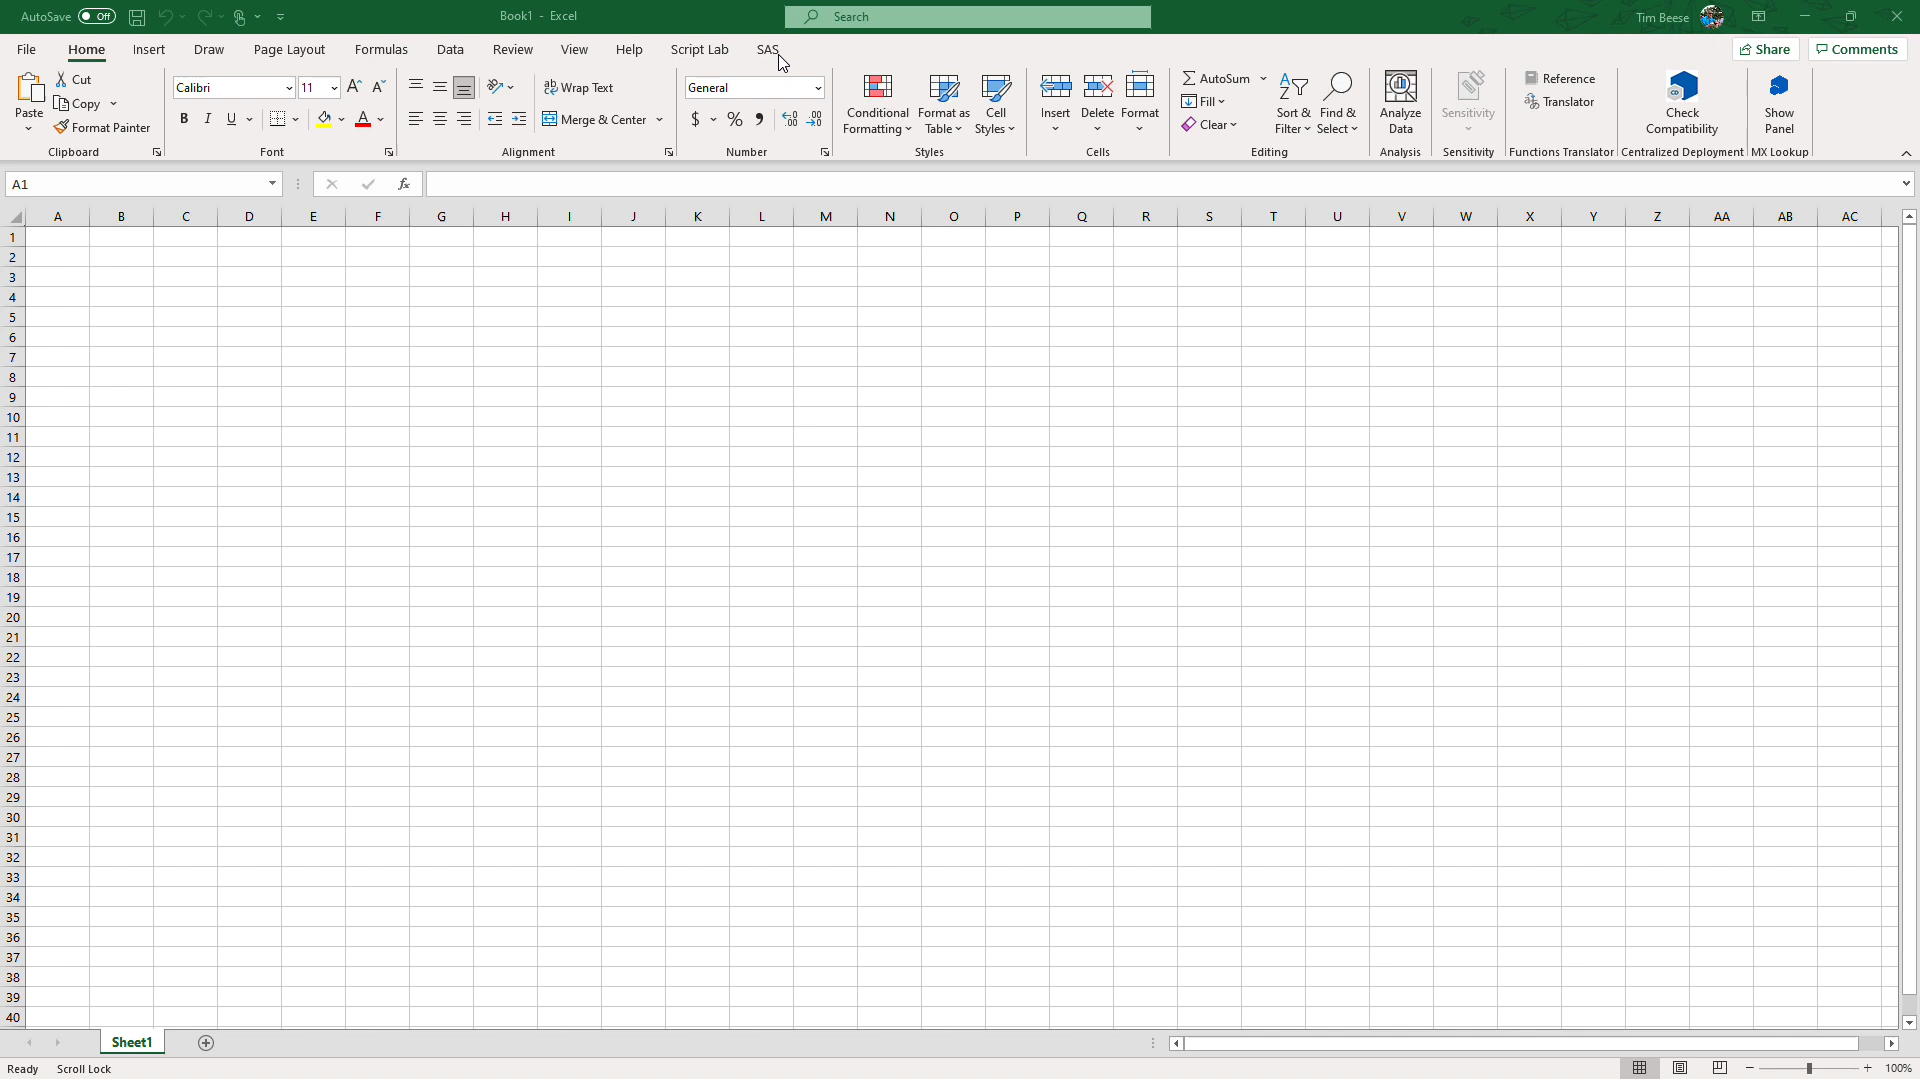 AutoSave Off Book1 - Excel Search Tim Beese
File Home Insert Draw Page Layout Formulas Data Review View Help Script Lab SAS Share Comments
Paste
Cut
Copy
Format Painter
Clipboard
Calibri 11
B I U A
Font
ab Wrap Text
Merge & Center
Alignment
General
$ % 9
Number
Conditional
Formatting
Format as
Table
Cell
Styles
Styles
Insert
Delete
Format
Cells
AutoSum
Fill
Clear
Sort &
Filter
Find &
Select
Editing
Analyze
Data
Analysis
Sensitivity
Sensitivity
Reference
Translator
Functions Translator
Check
Compatibility
Centralized Deployment
Show
Panel
MX Lookup
A1 fx
A B C D E F G H I J K L M N O P Q R S T U V W X Y Z AA AB AC
1
2
3
4
5
6
7
8
9
10
11
12
13
14
15
16
17
18
19
20
21
22
23
24
25
26
27
28
29
30
31
32
33
34
35
36
37
38
39
40
Sheet1
Ready Scroll Lock 100%